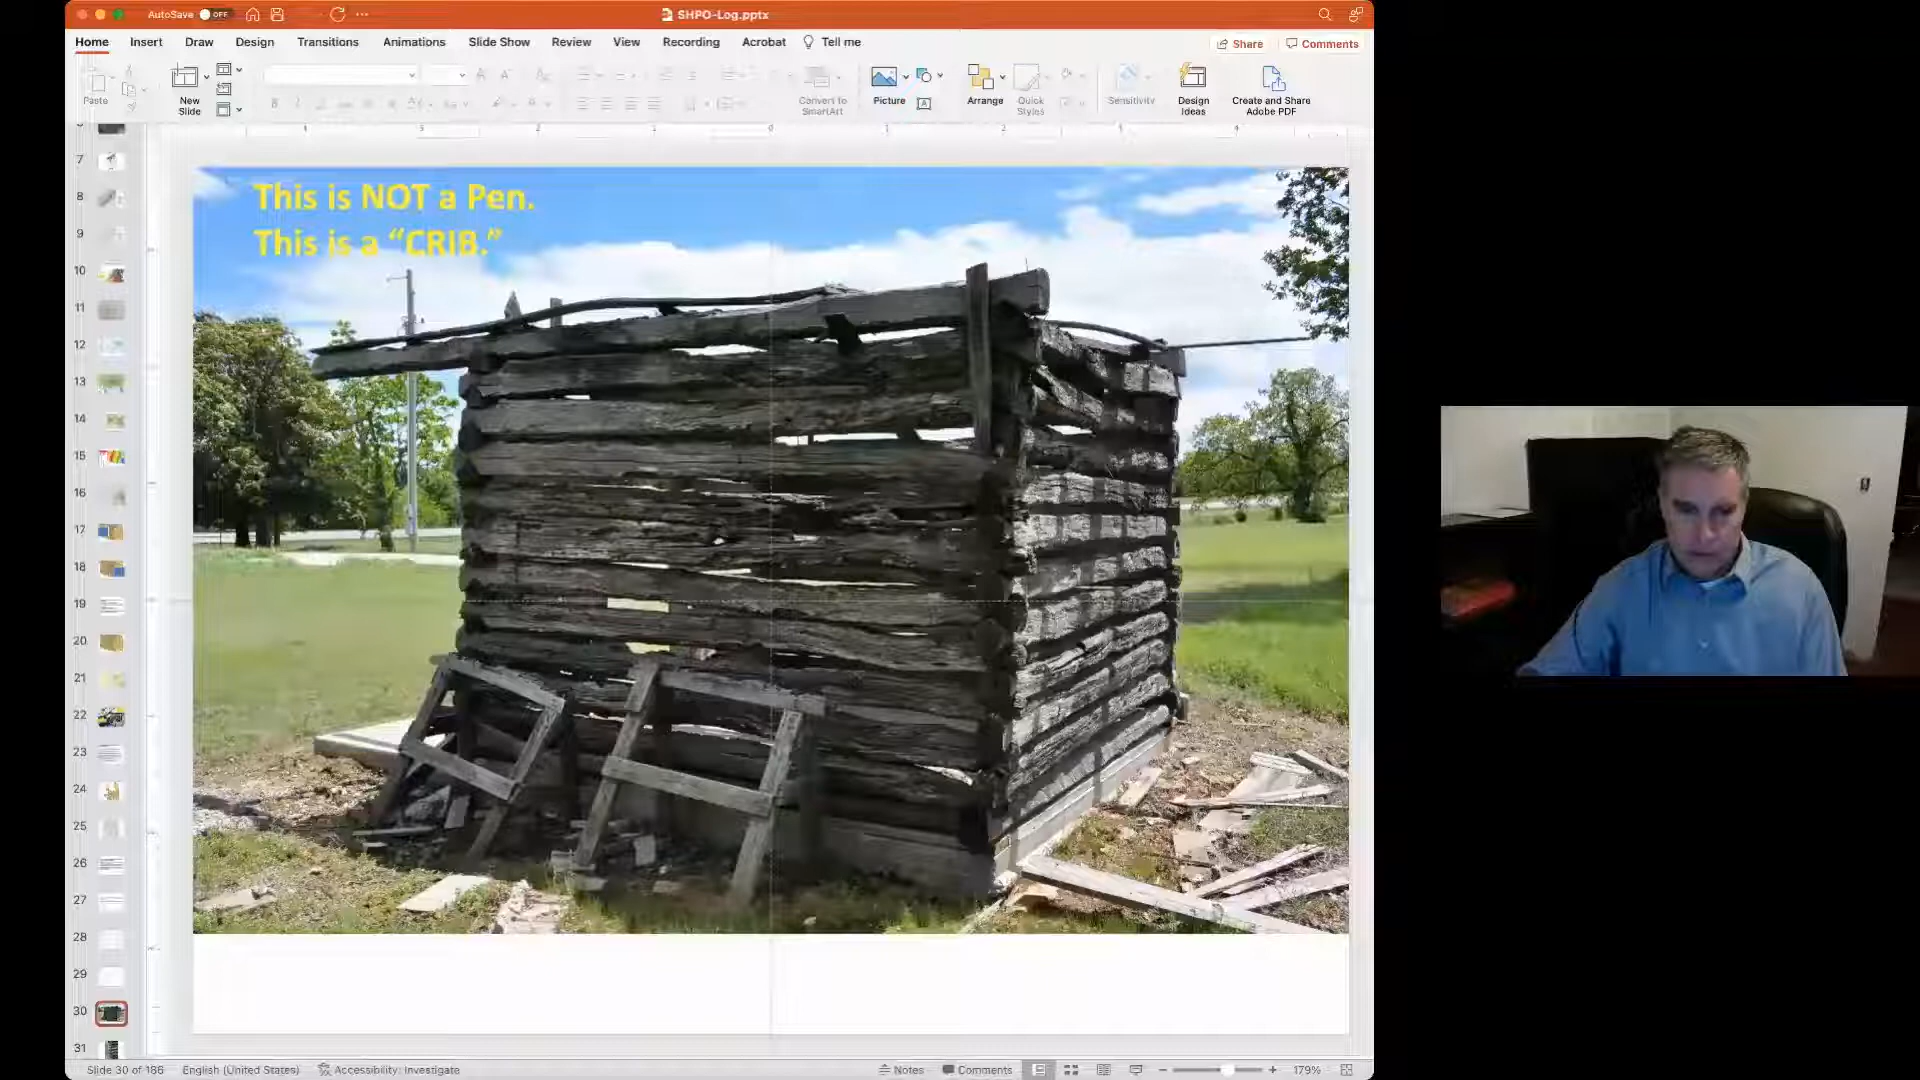 AutoSave OFF
SHPO-Log.pptx
Home Insert Draw Design Transitions Animations Slide Show Review View Recording Acrobat Tell me
Share Comments
Paste
New Slide
Convert to SmartArt
Picture
Arrange
Quick Styles
Sensitivity
Design Ideas
Create and Share Adobe PDF
This is NOT a Pen.
This is a “CRIB.”
7
8
9
10
11
12
13
14
15
16
17
18
19
20
21
22
23
24
25
26
27
28
29
30
31
Slide 30 of 186 English (United States) Accessibility: Investigate Notes Comments 179%